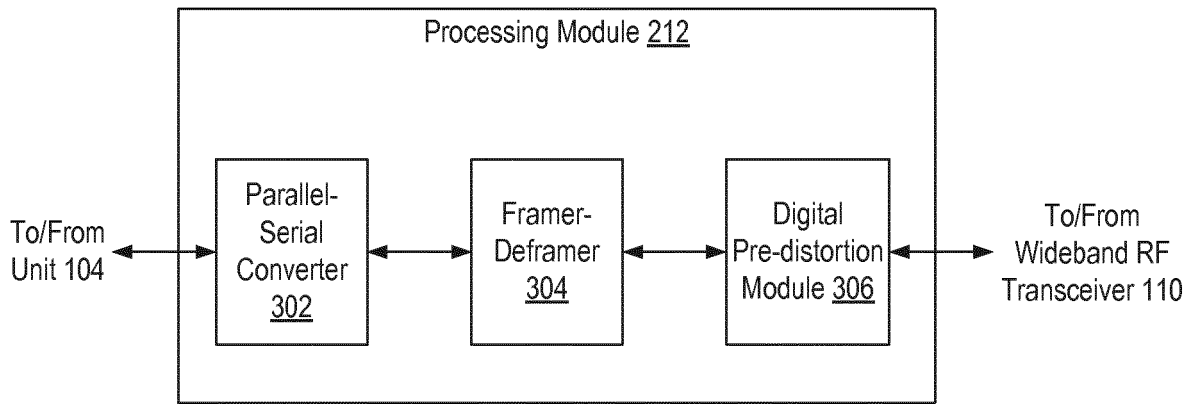 Processing Module 212
To/From
Unit 104
Parallel-
Serial
Converter
302
Framer-
Deframer
304
Digital
Pre-distortion
Module 306
To/From
Wideband RF
Transceiver 110